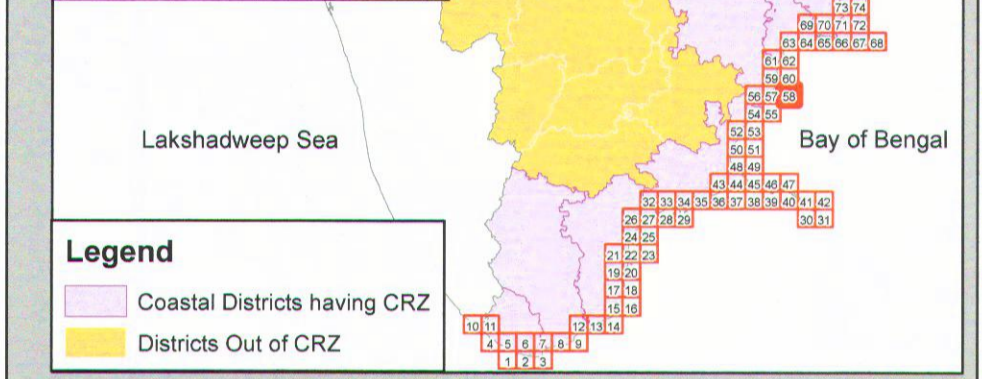 73 74
69 70 71 72
63 64 65 66 67 68
61 62
59 60
56 57 58
54 55
Lakshadweep Sea
Bay of Bengal
52 53
50 51
48 49
43 44 45 46 47
32 33 34 35 36 37 38 39 40 41 42
26 27 28 29
30 31
24 25
21 22 23
19 20
17 18
15 16
10 11
12 13 14
4 5 6 7 8 9
1 2 3
Legend
Coastal Districts having CRZ
Districts Out of CRZ